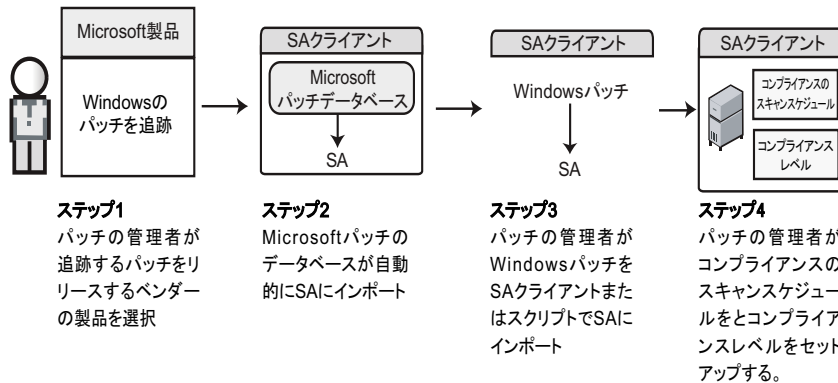 Microsoft製品
Windowsの
パッチを追跡
SAクライアント
Microsoft
パッチデータベース
SA
SAクライアント
Windowsパッチ
SA
SAクライアント
コンプライアンスの
スキャンスケジュール
コンプライアンス
レベル
ステップ1
パッチの管理者が
追跡するパッチをリ
リースするベンダー
の製品を選択
ステップ2
Microsoftパッチの
データベースが自動
的にSAにインポート
ステップ3
パッチの管理者が
Windowsパッチを
SAクライアントまた
はスクリプトでSAに
インポート
ステップ4
パッチの管理者が
コンプライアンスの
スキャンスケジュー
ルをとコンプライア
ンスレベルをセット
アップする。